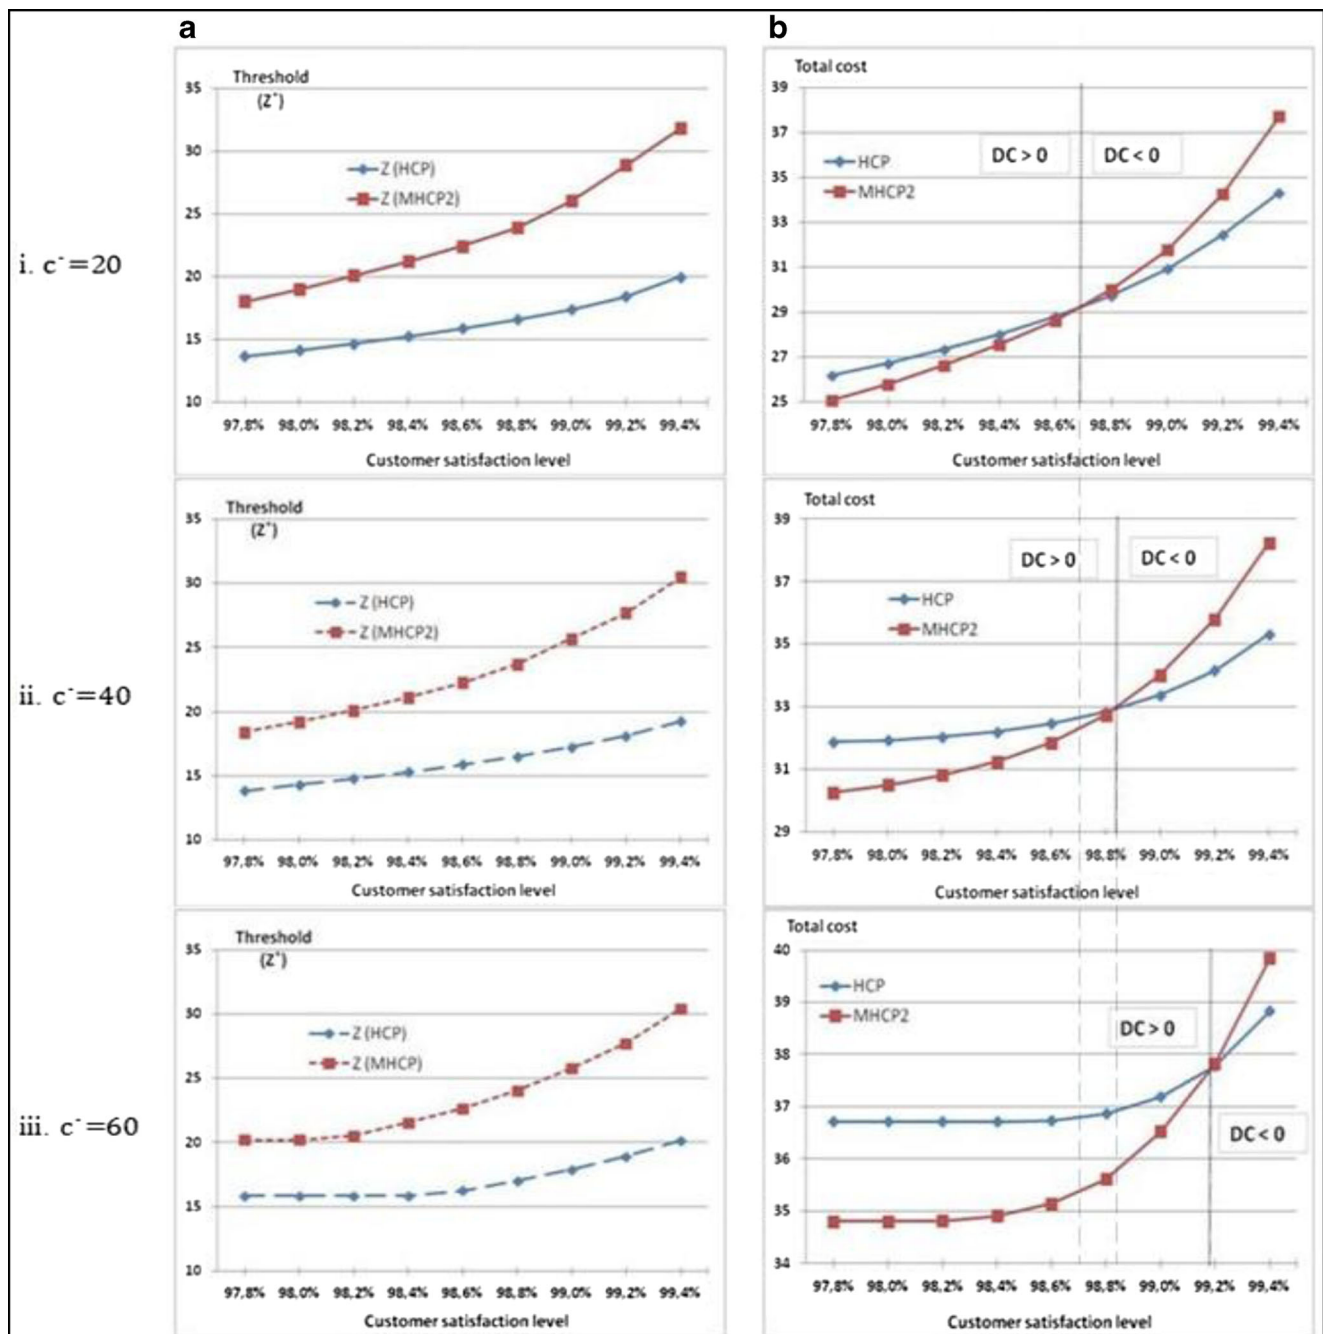 a
b
i. c⁻=20
Threshold
(Z*)
35
30
25
20
15
10
Z (HCP)
Z (MHCP2)
97,8% 98,0% 98,2% 98,4% 98,6% 98,8% 99,0% 99,2% 99,4%
Customer satisfaction level
Total cost
39
37
35
33
31
29
27
25
DC > 0
DC < 0
HCP
MHCP2
97,8% 98,0% 98,2% 98,4% 98,6% 98,8% 99,0% 99,2% 99,4%
Customer satisfaction level
ii. c⁻=40
Threshold
(Z*)
35
30
25
20
15
10
Z (HCP)
Z (MHCP2)
97,8% 98,0% 98,2% 98,4% 98,6% 98,8% 99,0% 99,2% 99,4%
Customer satisfaction level
Total cost
39
37
35
33
31
29
DC > 0
DC < 0
HCP
MHCP2
97,8% 98,0% 98,2% 98,4% 98,6% 98,8% 99,0% 99,2% 99,4%
Customer satisfaction level
iii. c⁻=60
Threshold
(Z*)
35
30
25
20
15
10
Z (HCP)
Z (MHCP)
97,8% 98,0% 98,2% 98,4% 98,6% 98,8% 99,0% 99,2% 99,4%
Customer satisfaction level
Total cost
40
39
38
37
36
35
34
HCP
MHCP2
DC > 0
DC < 0
97,8% 98,0% 98,2% 98,4% 98,6% 98,8% 99,0% 99,2% 99,4%
Customer satisfaction level